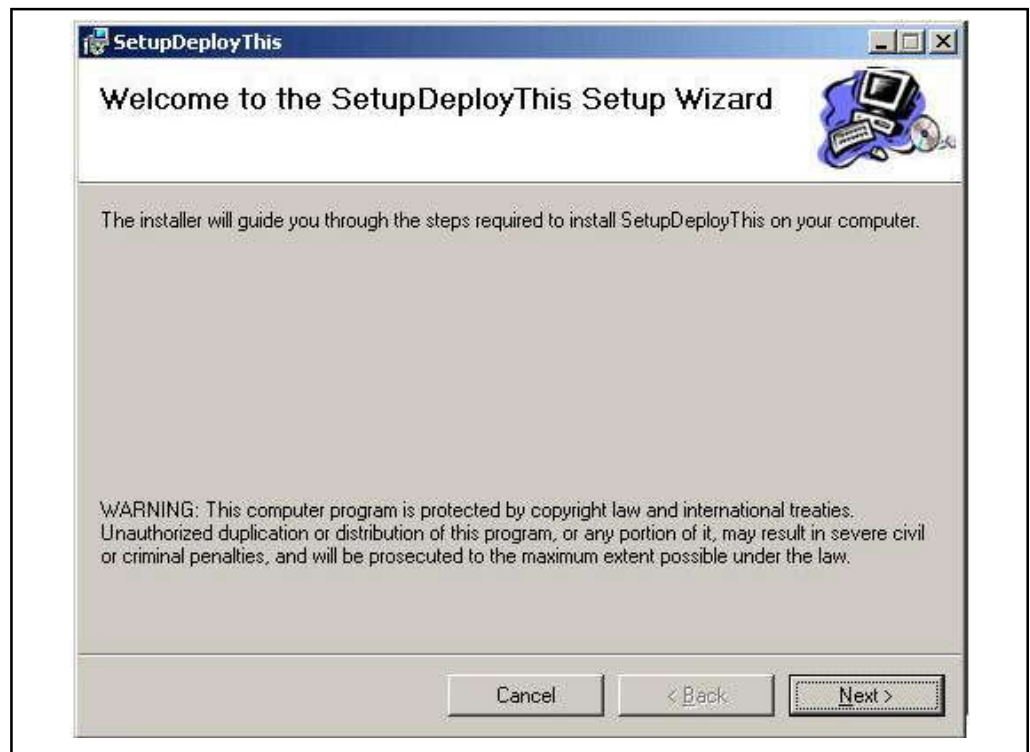 SetupDeployThis
Welcome to the SetupDeployThis Setup Wizard
The installer will guide you through the steps required to install SetupDeployThis on your computer.
WARNING: This computer program is protected by copyright law and international treaties.
Unauthorized duplication or distribution of this program, or any portion of it, may result in severe civil
or criminal penalties, and will be prosecuted to the maximum extent possible under the law.
Cancel
< Back
Next >